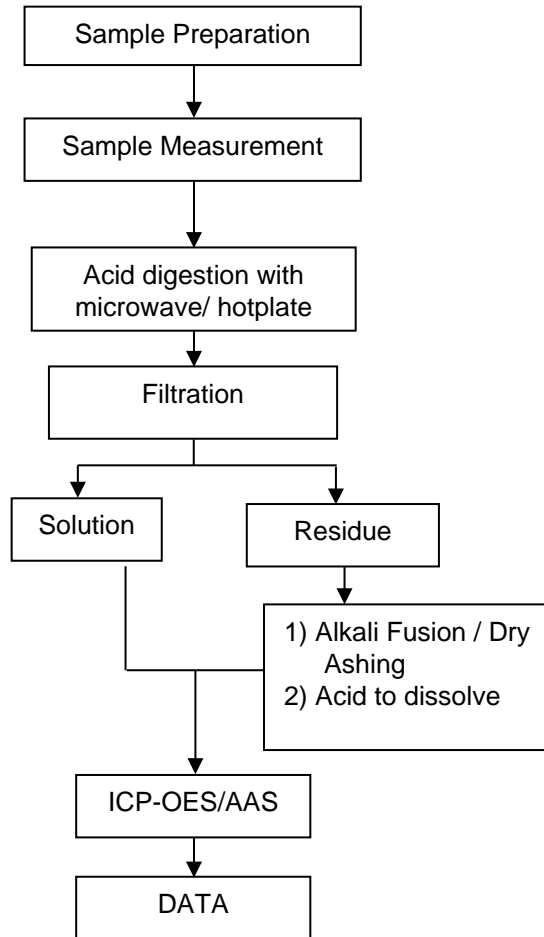 Sample Preparation
Sample Measurement
Acid digestion with
microwave/ hotplate
Filtration
Solution
Residue
1) Alkali Fusion / Dry
Ashing
2) Acid to dissolve
ICP-OES/AAS
DATA